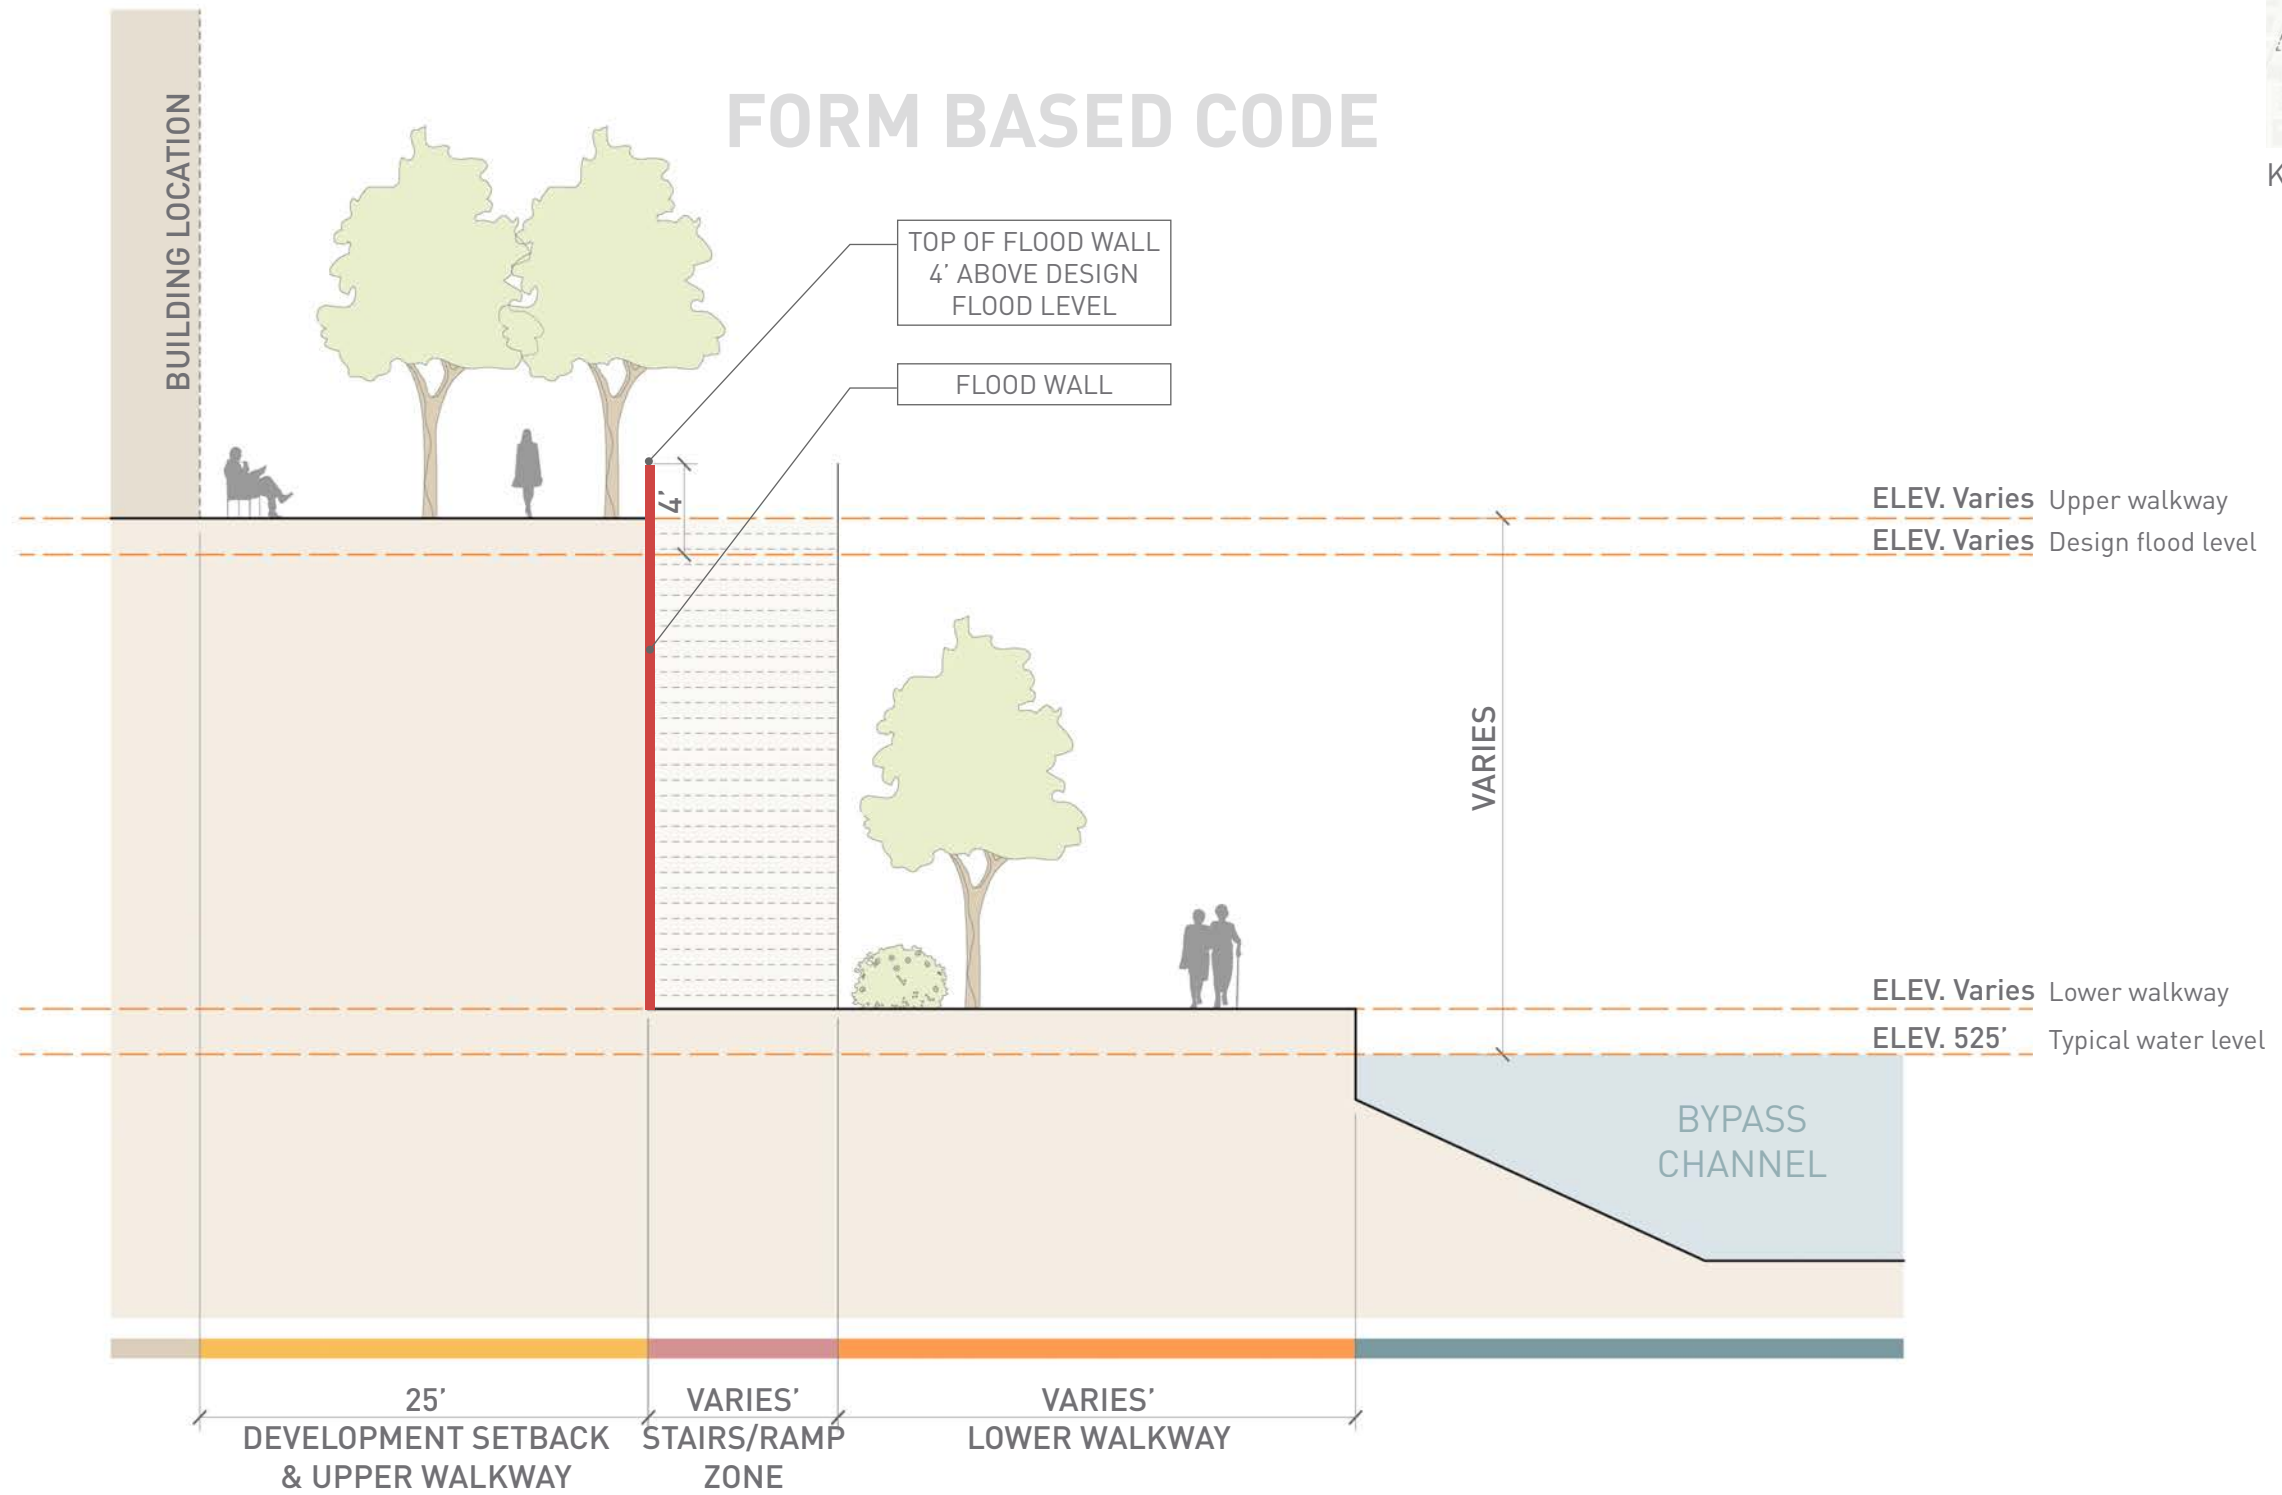 FORM BASED CODE
BUILDING LOCATION
TOP OF FLOOD WALL
4’ ABOVE DESIGN
FLOOD LEVEL
FLOOD WALL
4’
ELEV. Varies Upper walkway
ELEV. Varies Design flood level
VARIES
ELEV. Varies Lower walkway
ELEV. 525’ Typical water level
BYPASS
CHANNEL
25’
DEVELOPMENT SETBACK
& UPPER WALKWAY
VARIES’
STAIRS/RAMP
ZONE
VARIES’
LOWER WALKWAY
K